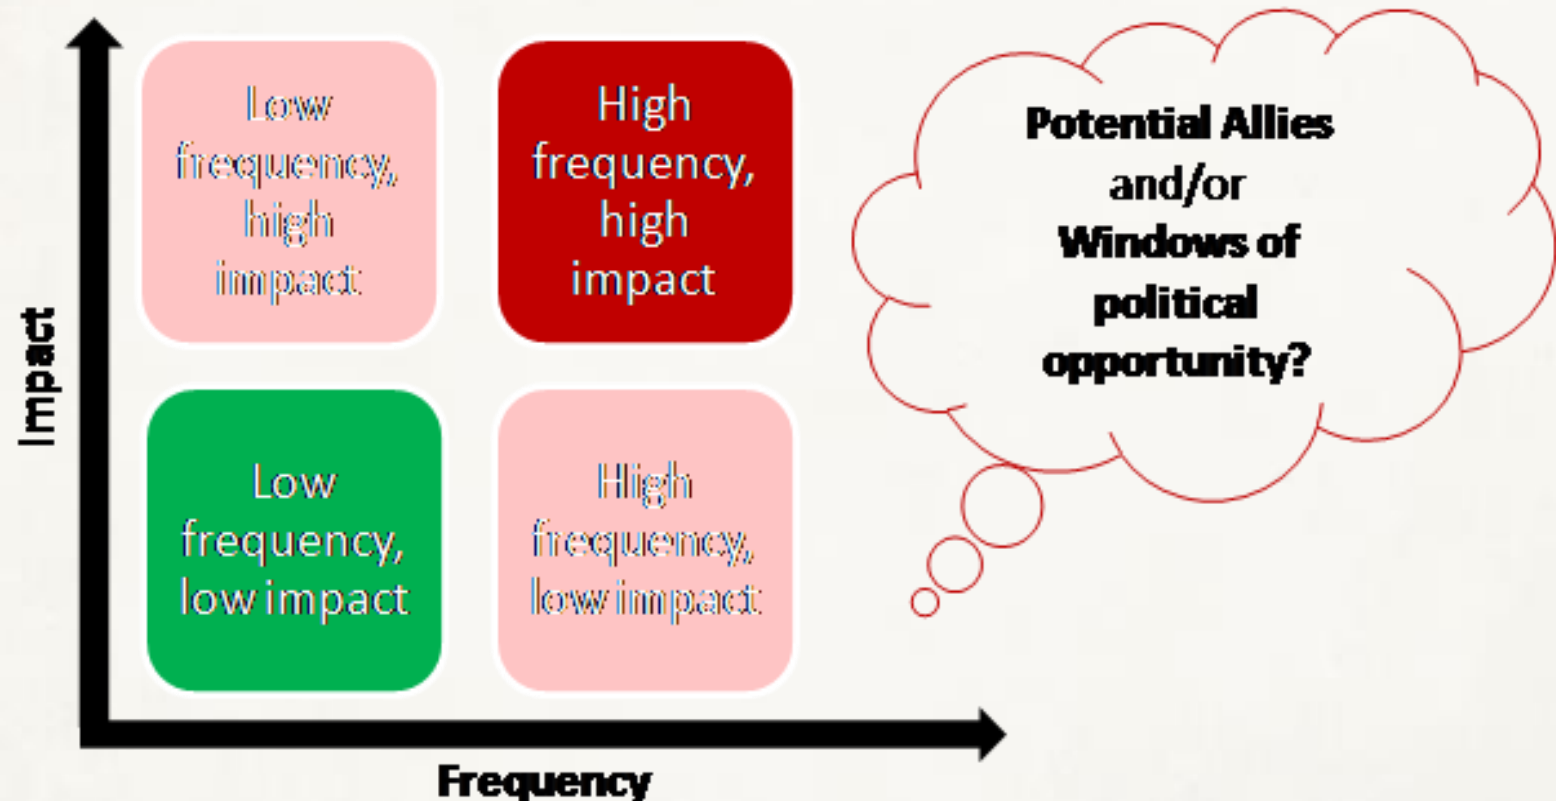 Impact
Low
frequency,
high
impact
High
frequency,
high
impact
Low
frequency,
low impact
High
frequency,
low impact
Frequency
Potential Allies
and/or
Windows of
political
opportunity?